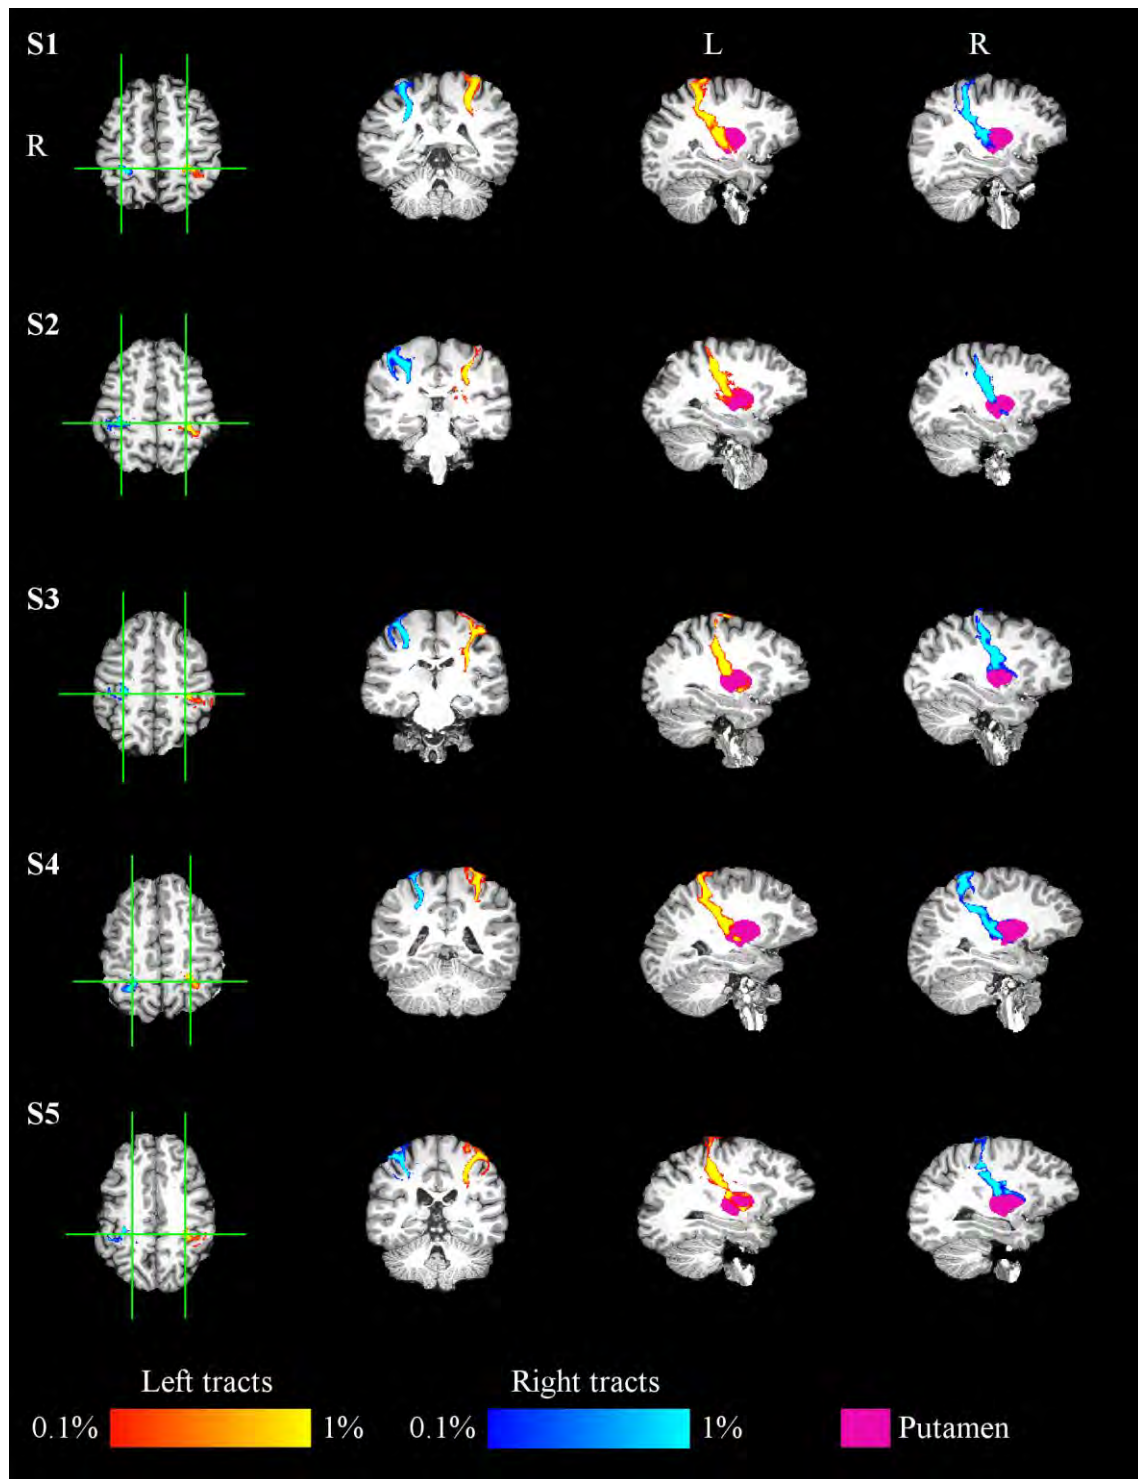 S1
L
R
R
S2
S3
S4
S5
Left tracts
Right tracts
0.1%
1%
0.1%
1%
Putamen